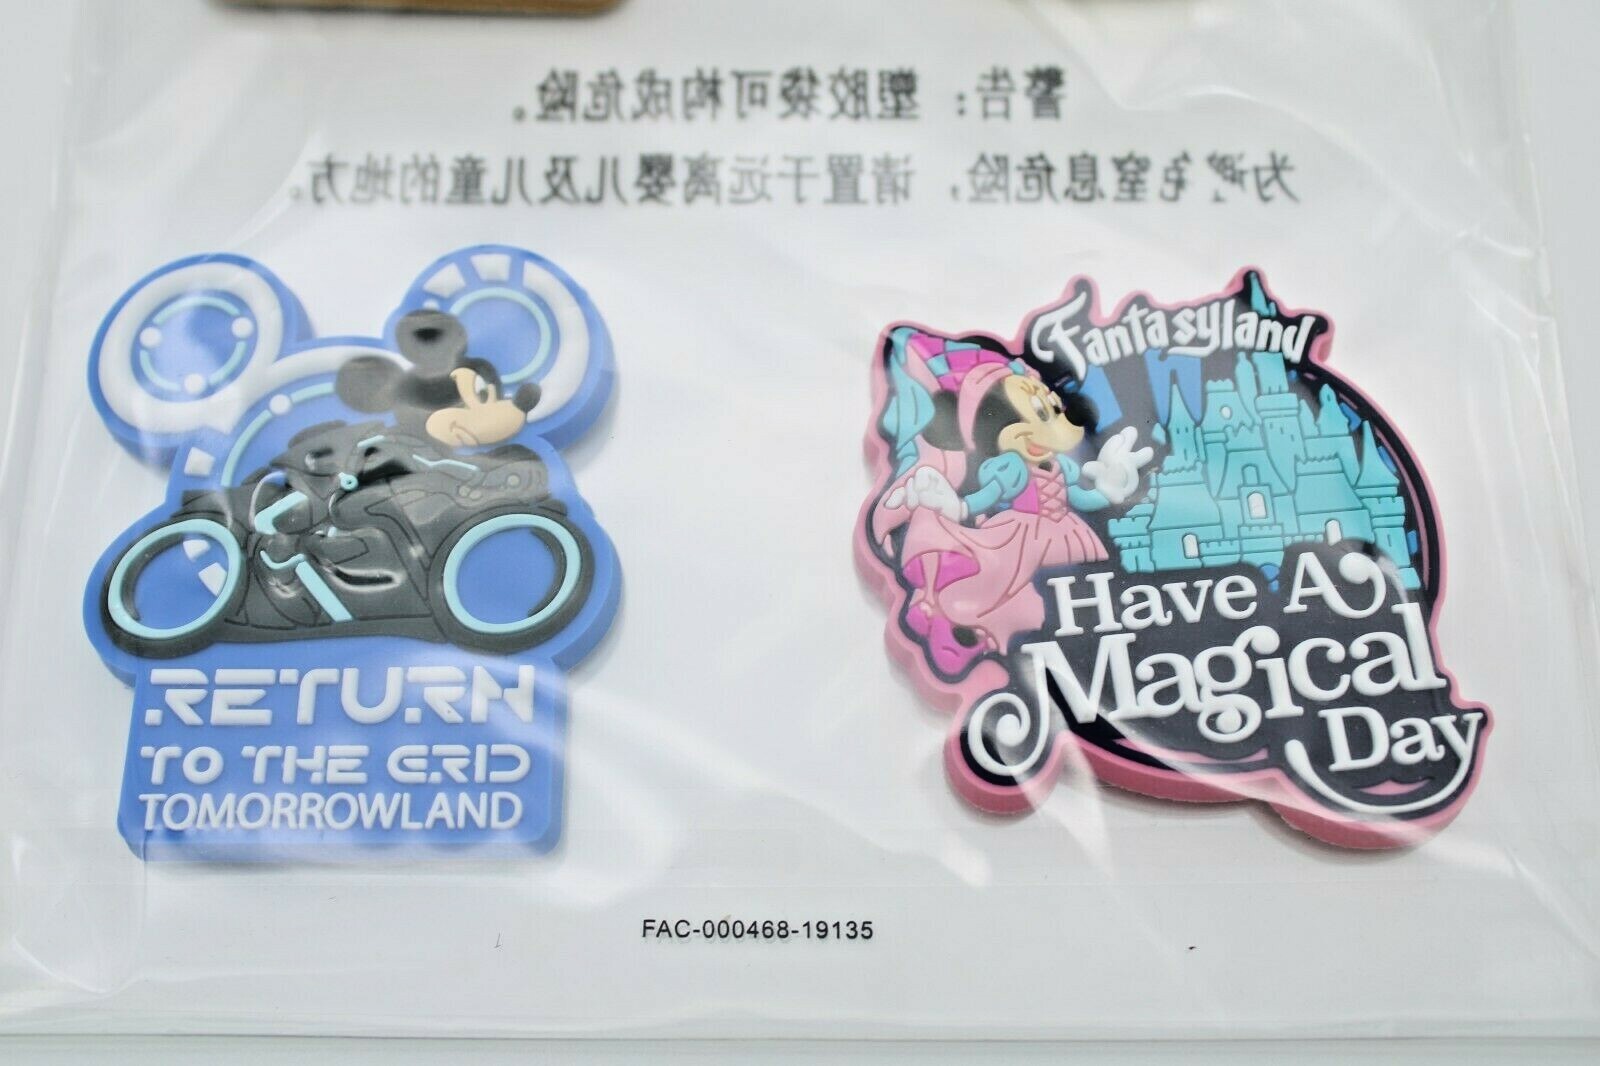 警告：塑胶袋可构成危险。
为避免窒息危险，请置于远离婴儿及儿童的地方。
RETURN
TO THE GRID
TOMORROWLAND
Fantasyland
Have A
Magical
Day
FAC-000468-19135